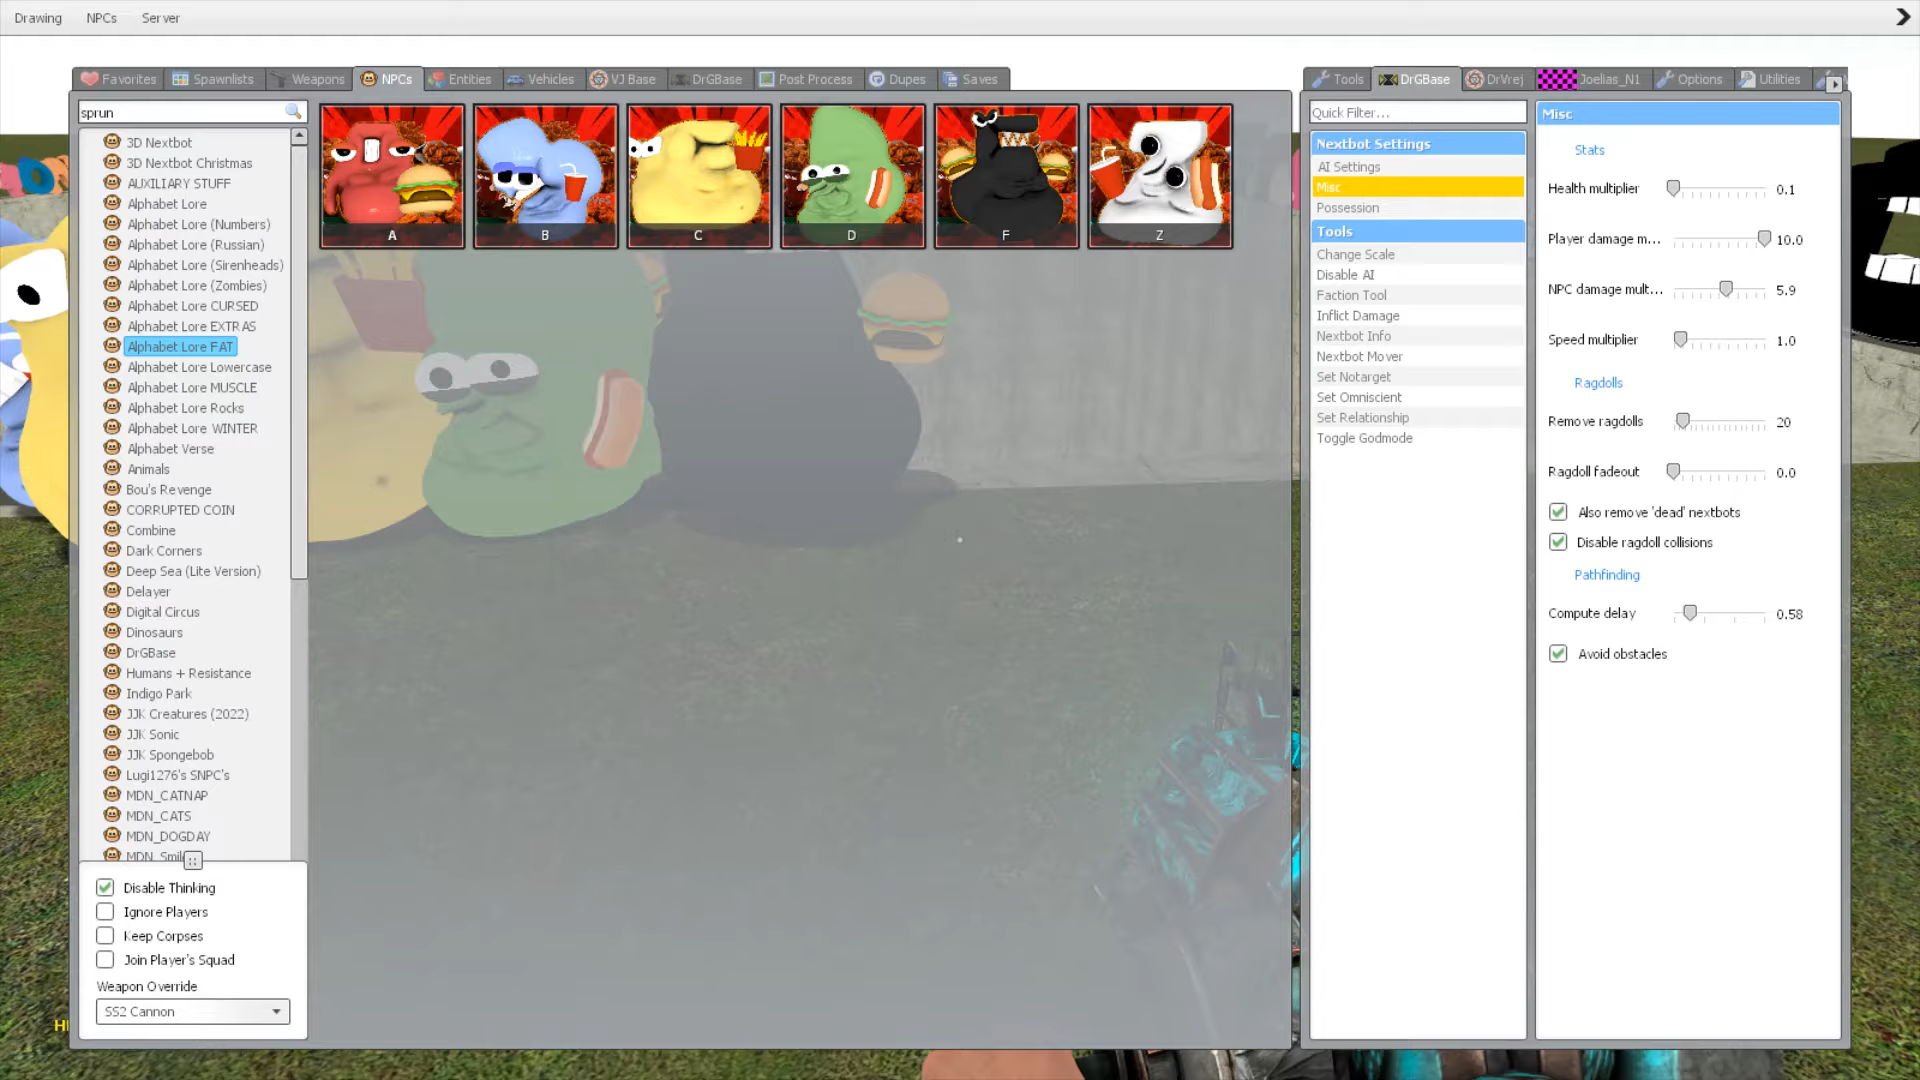 Drawing NPCs Server
Favorites Spawnlists Weapons NPCs Entities Vehicles VJ Base DrGBase Post Process Dupes Saves
Tools DrGBase DrVrej Joelias_N1 Options Utilities
sprun
3D Nextbot
3D Nextbot Christmas
AUXILIARY STUFF
Alphabet Lore
Alphabet Lore (Numbers)
Alphabet Lore (Russian)
Alphabet Lore (Sirenheads)
Alphabet Lore (Zombies)
Alphabet Lore CURSED
Alphabet Lore EXTRAS
Alphabet Lore FAT
Alphabet Lore Lowercase
Alphabet Lore MUSCLE
Alphabet Lore Rocks
Alphabet Lore WINTER
Alphabet Verse
Animals
Bou's Revenge
CORRUPTED COIN
Combine
Dark Corners
Deep Sea (Lite Version)
Delayer
Digital Circus
Dinosaurs
DrGBase
Humans + Resistance
Indigo Park
JJK Creatures (2022)
JJK Sonic
JJK Spongebob
Lugi1276's SNPC's
MDN_CATNAP
MDN_CATS
MDN_DOGDAY
Disable Thinking
Ignore Players
Keep Corpses
Join Player's Squad
Weapon Override
SS2 Cannon
A B C D F Z
Quick Filter...
Nextbot Settings
AI Settings
Misc
Possession
Tools
Change Scale
Disable AI
Faction Tool
Inflict Damage
Nextbot Info
Nextbot Mover
Set Notarget
Set Omniscient
Set Relationship
Toggle Godmode
Misc
Stats
Health multiplier 0.1
Player damage m... 10.0
NPC damage mult... 5.9
Speed multiplier 1.0
Ragdolls
Remove ragdolls 20
Ragdoll fadeout 0.0
Also remove 'dead' nextbots
Disable ragdoll collisions
Pathfinding
Compute delay 0.58
Avoid obstacles